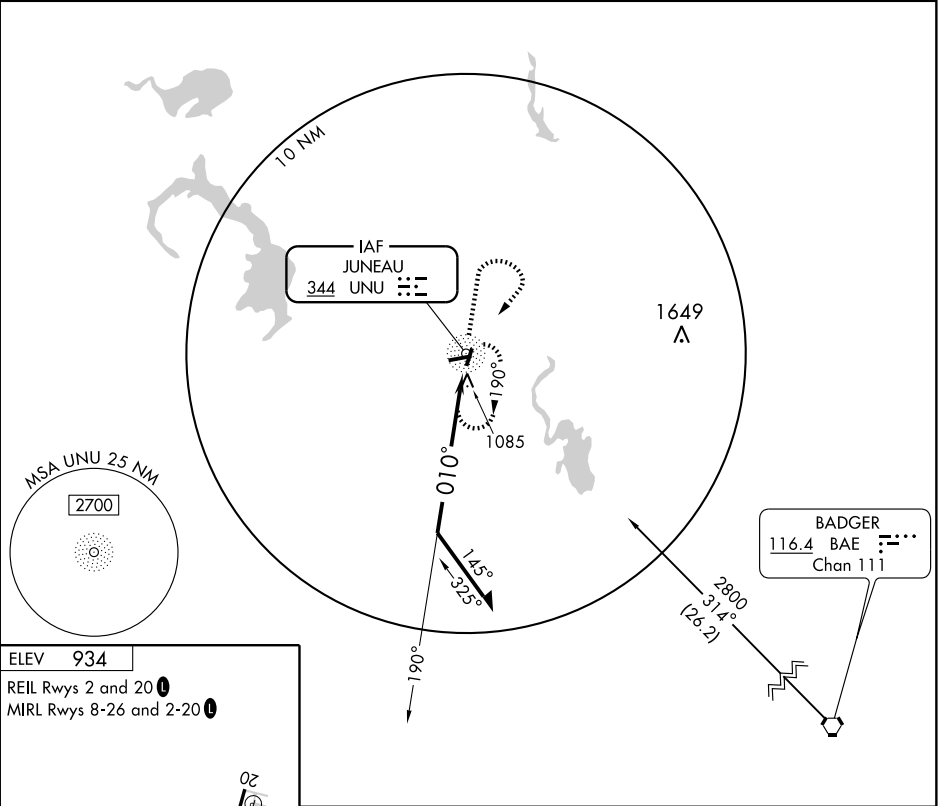 10 NM
IAF
JUNEAU
344 UNU
1649
190°
1085
010°
MSA UNU 25 NM
2700
145°
325°
190°
BADGER
116.4 BAE
Chan 111
2800
314°
(26.2)
ELEV 934
REIL Rwys 2 and 20 L
MIRL Rwys 8-26 and 2-20 L
20